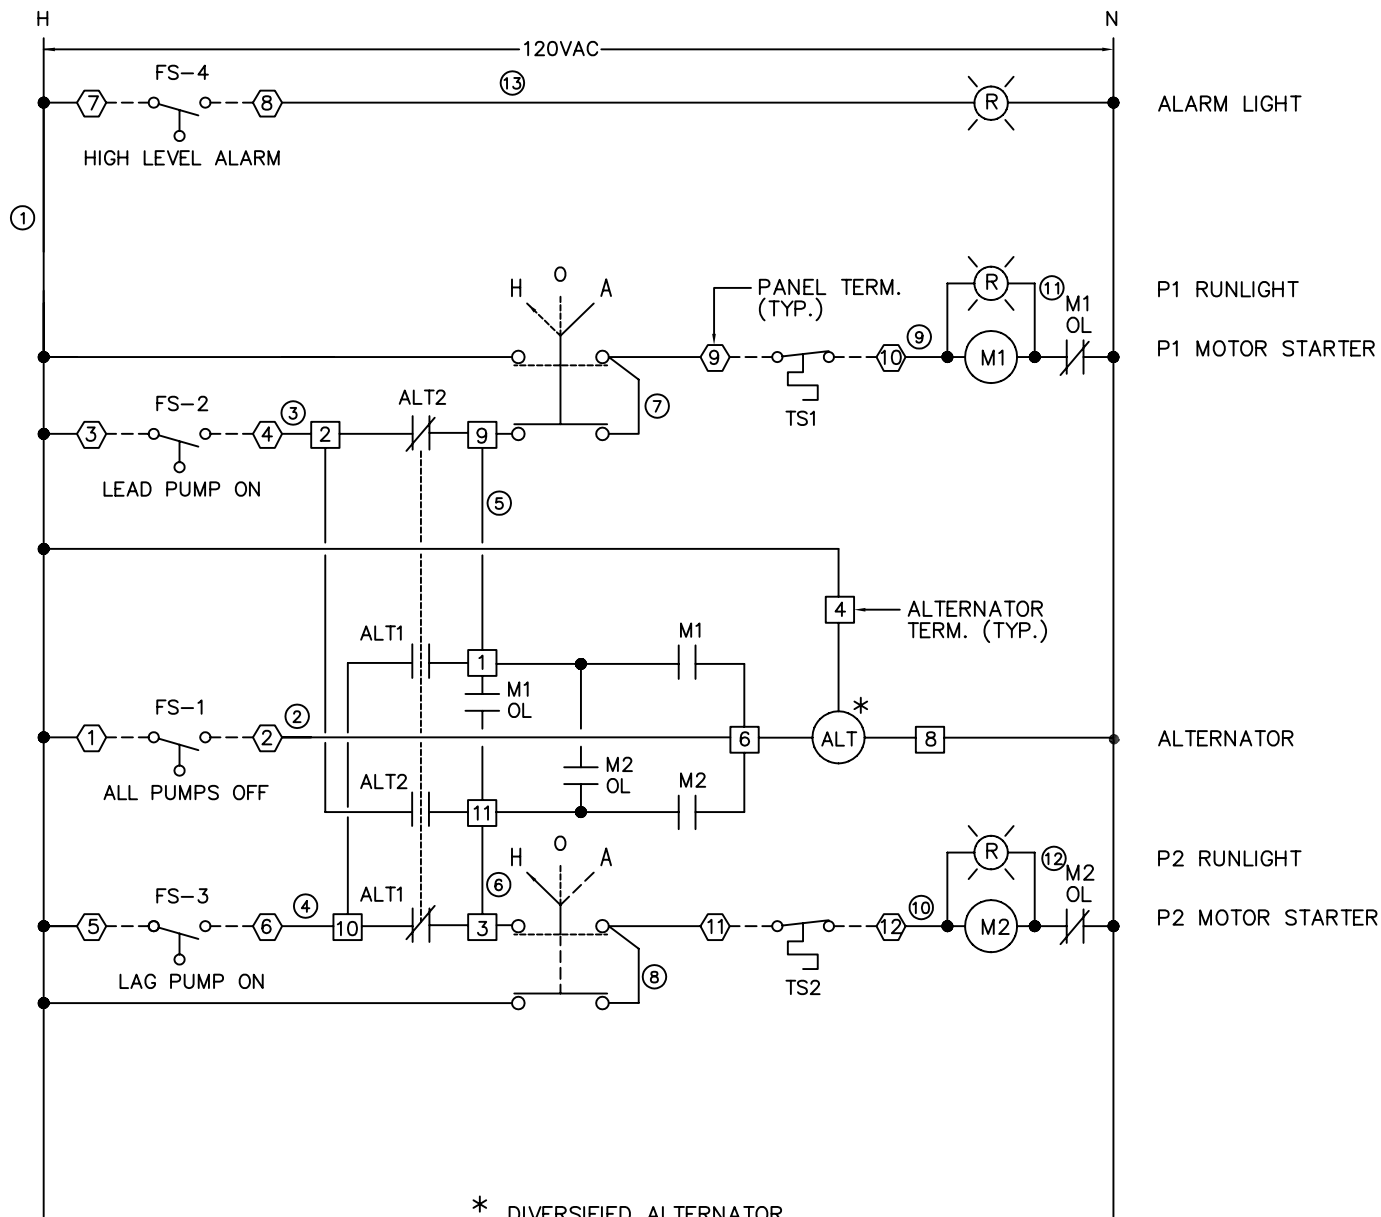 H
N
120VAC
FS-4
13
7
8
R
ALARM LIGHT
HIGH LEVEL ALARM
1
O
H
A
PANEL TERM.
(TYP.)
R
11
P1 RUNLIGHT
M1
OL
9
9
10
M1
P1 MOTOR STARTER
TS1
FS-2
ALT2
3
7
3
4
2
9
LEAD PUMP ON
5
4
ALTERNATOR
TERM. (TYP.)
ALT1
M1
1
M1
OL
FS-1
2
*
1
2
6
ALT
8
ALTERNATOR
ALL PUMPS OFF
ALT2
M2
OL
M2
11
O
H
A
R
12
P2 RUNLIGHT
M2
OL
FS-3
4
ALT1
6
10
5
6
10
3
11
12
M2
P2 MOTOR STARTER
LAG PUMP ON
8
TS2
* DIVERSIFIED ALTERNATOR